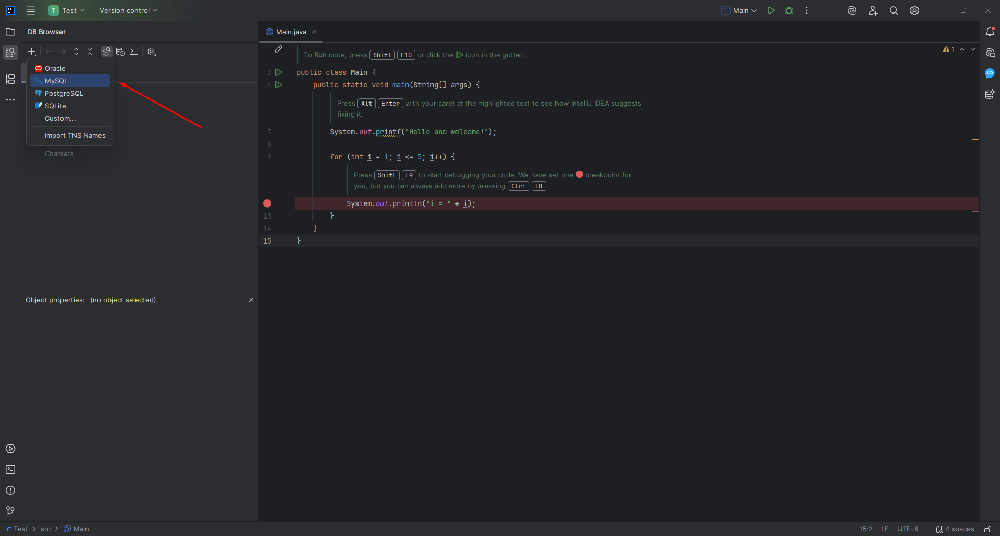 T Test Version control Main
DB Browser
Main.java
Oracle
MySQL
PostgreSQL
SQLite
Custom...
Import TNS Names
Charsets
Object properties: (no object selected)
To Run code, press Shift F10 or click the icon in the gutter.
1
3 public class Main {
4 public static void main(String[] args) {
Press Alt Enter with your caret at the highlighted text to see how IntelliJ IDEA suggests
fixing it.
7 System.out.printf("Hello and welcome!");
8
9 for (int i = 1; i <= 5; i++) {
Press Shift F9 to start debugging your code. We have set one breakpoint for
you, but you can always add more by pressing Ctrl F8.
System.out.println("i = " + i);
13 }
14 }
15 }
Test > src > Main
15:2 LF UTF-8 4 spaces